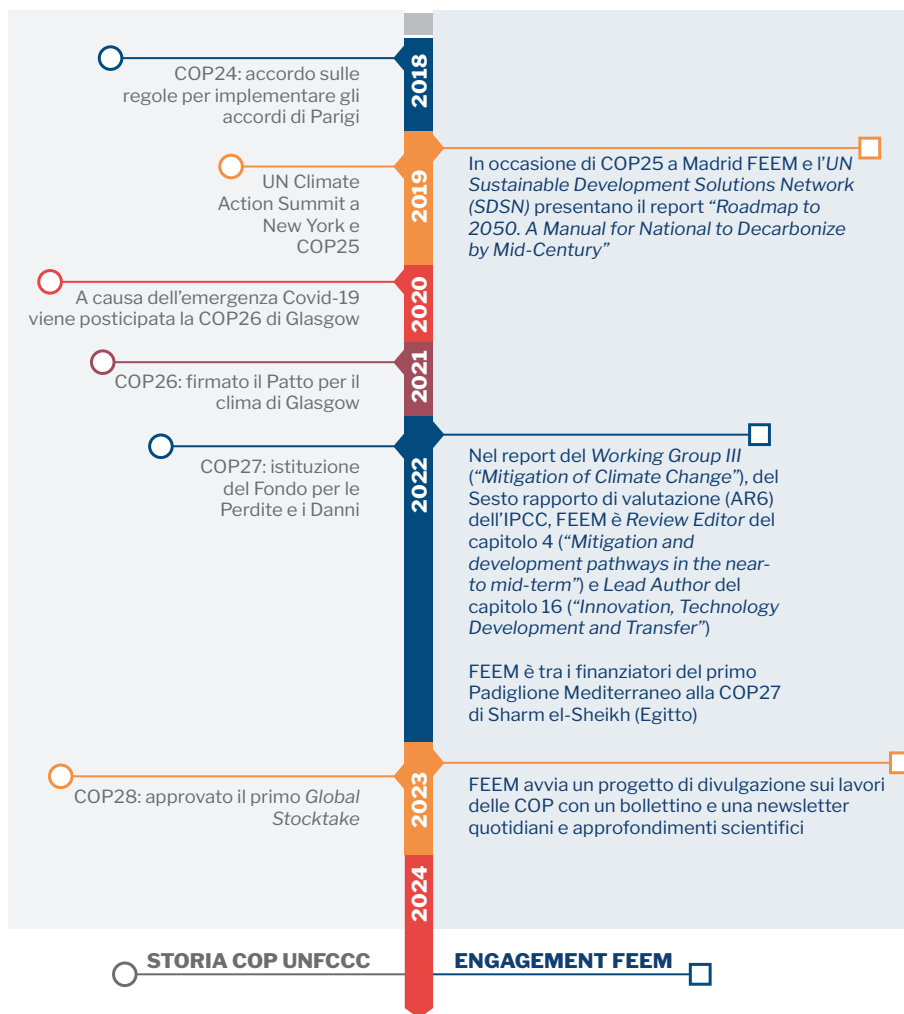 2018
COP24: accordo sulle
regole per implementare gli
accordi di Parigi
2019
UN Climate
Action Summit a
New York e
COP25
In occasione di COP25 a Madrid FEEM e l’UN
Sustainable Development Solutions Network
(SDSN) presentano il report “Roadmap to
2050. A Manual for National to Decarbonize
by Mid-Century”
2020
A causa dell’emergenza Covid-19
viene posticipata la COP26 di Glasgow
2021
COP26: firmato il Patto per il
clima di Glasgow
2022
COP27: istituzione
del Fondo per le
Perdite e i Danni
Nel report del Working Group III
(“Mitigation of Climate Change”), del
Sesto rapporto di valutazione (AR6)
dell’IPCC, FEEM è Review Editor del
capitolo 4 (“Mitigation and
development pathways in the near-
to mid-term”) e Lead Author del
capitolo 16 (“Innovation, Technology
Development and Transfer”)
FEEM è tra i finanziatori del primo
Padiglione Mediterraneo alla COP27
di Sharm el-Sheikh (Egitto)
2023
COP28: approvato il primo Global
Stocktake
FEEM avvia un progetto di divulgazione sui lavori
delle COP con un bollettino e una newsletter
quotidiani e approfondimenti scientifici
2024
STORIA COP UNFCCC
ENGAGEMENT FEEM